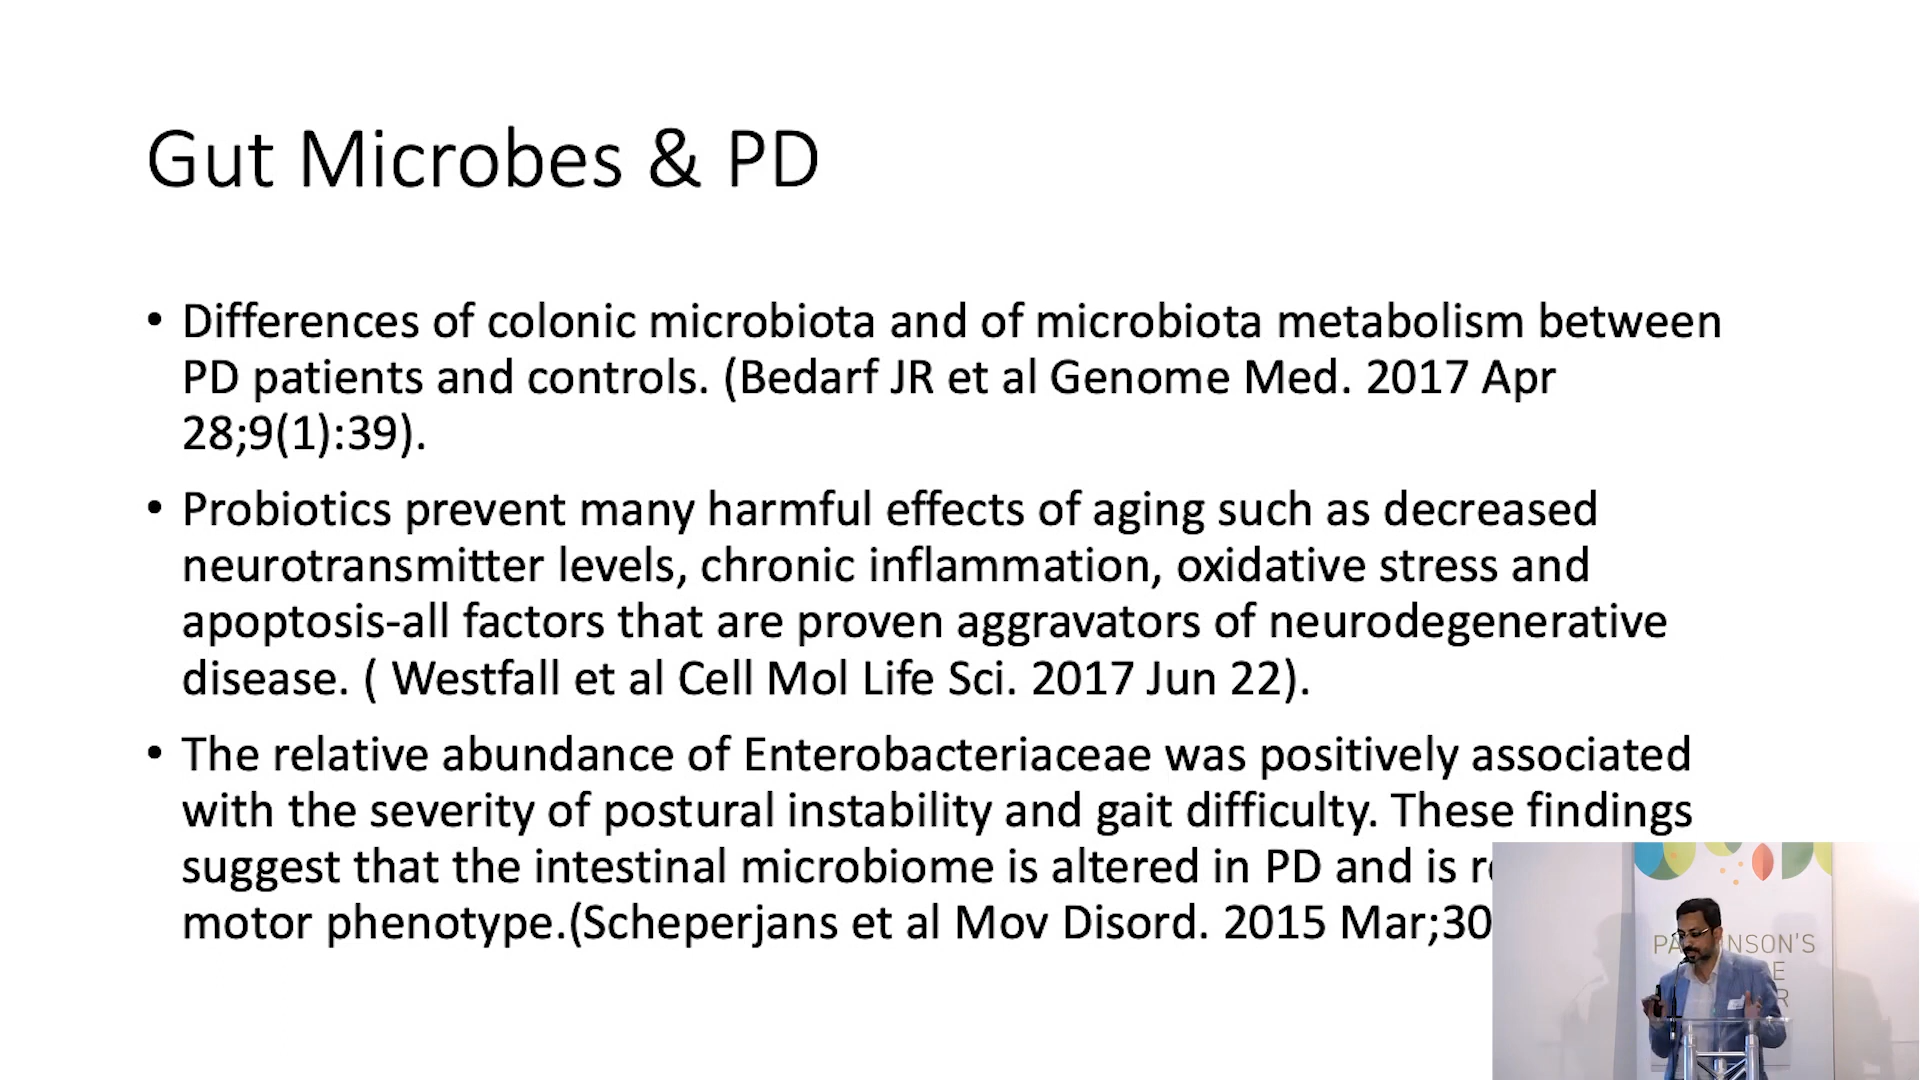 Gut Microbes & PD
• Differences of colonic microbiota and of microbiota metabolism between
PD patients and controls. (Bedarf JR et al Genome Med. 2017 Apr
28;9(1):39).
• Probiotics prevent many harmful effects of aging such as decreased
neurotransmitter levels, chronic inflammation, oxidative stress and
apoptosis-all factors that are proven aggravators of neurodegenerative
disease. ( Westfall et al Cell Mol Life Sci. 2017 Jun 22).
• The relative abundance of Enterobacteriaceae was positively associated
with the severity of postural instability and gait difficulty. These findings
suggest that the intestinal microbiome is altered in PD and is
motor phenotype.(Scheperjans et al Mov Disord. 2015 Mar;30